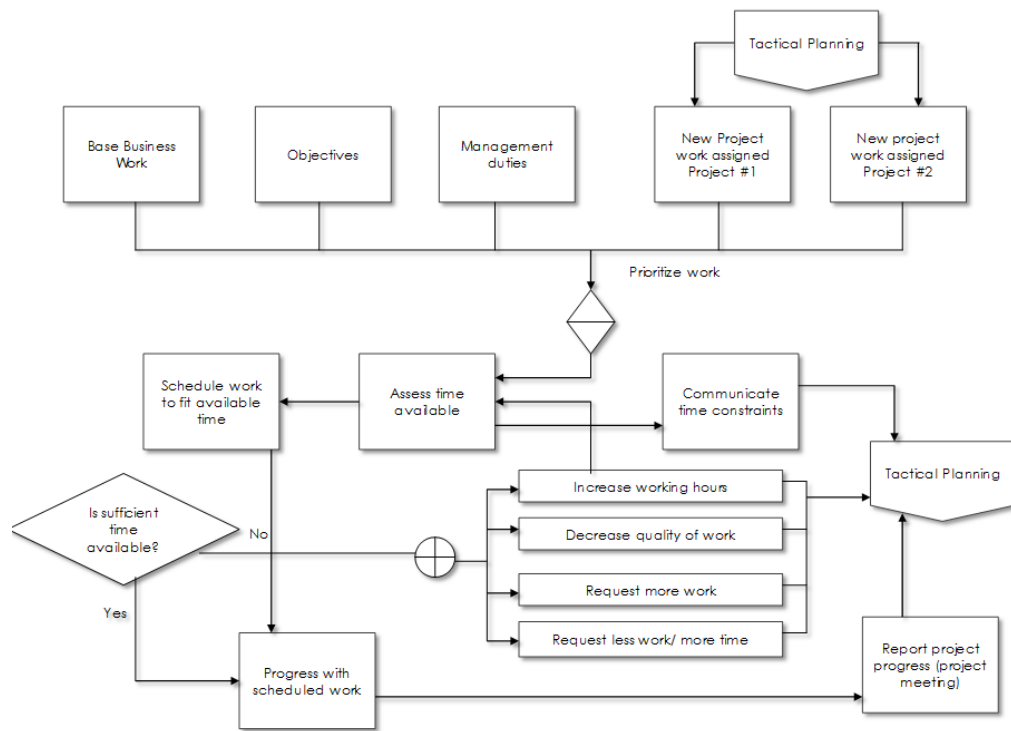 Tactical Planning
Base Business
Work
Objectives
Management
duties
New Project
work assigned
Project #1
New project
work assigned
Project #2
Prioritize work
Schedule work
to fit available
time
Assess time
available
Communicate
time constraints
Tactical Planning
Is sufficient
time
available?
No
Yes
Increase working hours
Decrease quality of work
Request more work
Request less work/ more time
Progress with
scheduled work
Report project
progress (project
meeting)